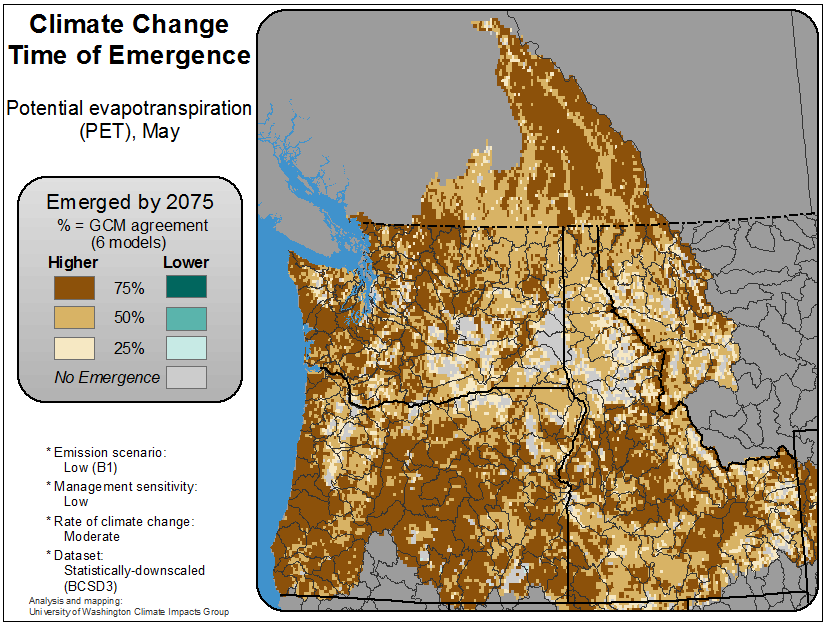 Climate Change
Time of Emergence
Potential evapotranspiration
(PET), May
Emerged by 2075
% = GCM agreement
(6 models)
Higher Lower
75%
50%
25%
No Emergence
* Emission scenario:
Low (B1)
* Management sensitivity:
Low
* Rate of climate change:
Moderate
* Dataset:
Statistically-downscaled
(BCSD3)
Analysis and mapping:
University of Washington Climate Impacts Group